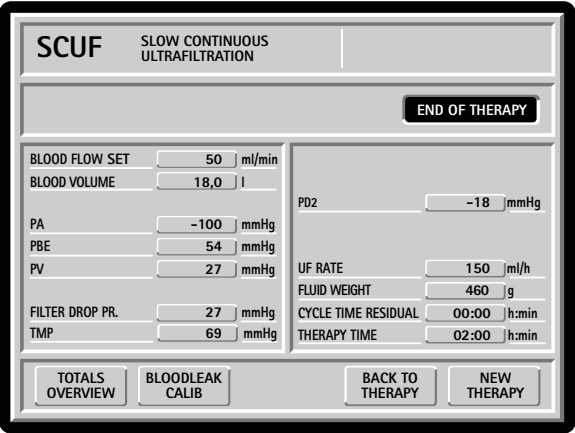 SCUF
SLOW CONTINUOUS
ULTRAFILTRATION
END OF THERAPY
BLOOD FLOW SET 50 ml/min
BLOOD VOLUME 18,0 l
PA -100 mmHg
PBE 54 mmHg
PV 27 mmHg
FILTER DROP PR. 27 mmHg
TMP 69 mmHg
PD2 -18 mmHg
UF RATE 150 ml/h
FLUID WEIGHT 460 g
CYCLE TIME RESIDUAL 00:00 h:min
THERAPY TIME 02:00 h:min
TOTALS
OVERVIEW
BLOODLEAK
CALIB
BACK TO
THERAPY
NEW
THERAPY